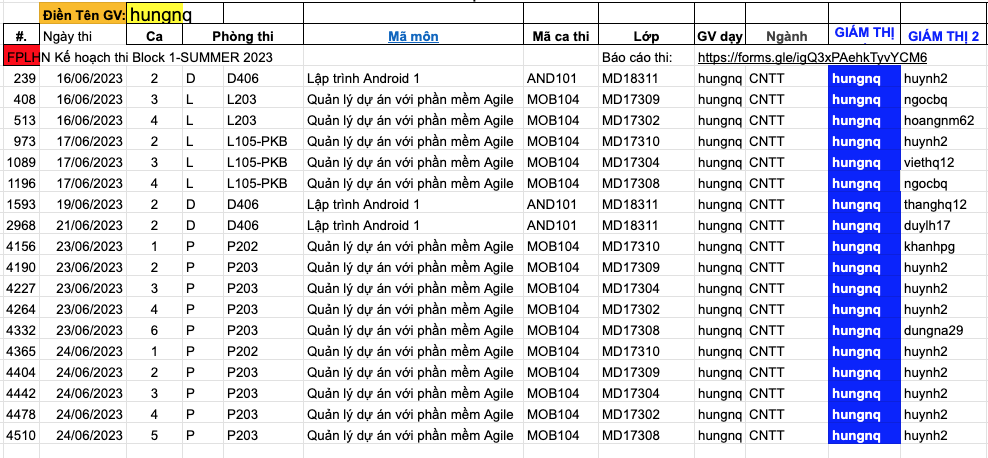 Điền Tên GV: hungnq
#. Ngày thi Ca Phòng thi Mã môn Mã ca thi Lớp GV dạy Ngành GIÁM THỊ GIÁM THỊ 2
FPLHN Kế hoạch thi Block 1-SUMMER 2023 Báo cáo thi: https://forms.gle/igQ3xPAehkTyvYCM6
239 16/06/2023 2 D D406 Lập trình Android 1 AND101 MD18311 hungnq CNTT hungnq huynh2
408 16/06/2023 3 L L203 Quản lý dự án với phần mềm Agile MOB104 MD17309 hungnq CNTT hungnq ngocbq
513 16/06/2023 4 L L203 Quản lý dự án với phần mềm Agile MOB104 MD17302 hungnq CNTT hungnq hoangnm62
973 17/06/2023 2 L L105-PKB Quản lý dự án với phần mềm Agile MOB104 MD17310 hungnq CNTT hungnq huynh2
1089 17/06/2023 3 L L105-PKB Quản lý dự án với phần mềm Agile MOB104 MD17304 hungnq CNTT hungnq viethq12
1196 17/06/2023 4 L L105-PKB Quản lý dự án với phần mềm Agile MOB104 MD17308 hungnq CNTT hungnq ngocbq
1593 19/06/2023 2 D D406 Lập trình Android 1 AND101 MD18311 hungnq CNTT hungnq thanghq12
2968 21/06/2023 2 D D406 Lập trình Android 1 AND101 MD18311 hungnq CNTT hungnq duylh17
4156 23/06/2023 1 P P202 Quản lý dự án với phần mềm Agile MOB104 MD17310 hungnq CNTT hungnq khanhpg
4190 23/06/2023 2 P P203 Quản lý dự án với phần mềm Agile MOB104 MD17309 hungnq CNTT hungnq huynh2
4227 23/06/2023 3 P P203 Quản lý dự án với phần mềm Agile MOB104 MD17304 hungnq CNTT hungnq huynh2
4264 23/06/2023 4 P P203 Quản lý dự án với phần mềm Agile MOB104 MD17302 hungnq CNTT hungnq huynh2
4332 23/06/2023 6 P P203 Quản lý dự án với phần mềm Agile MOB104 MD17308 hungnq CNTT hungnq dungna29
4365 24/06/2023 1 P P202 Quản lý dự án với phần mềm Agile MOB104 MD17310 hungnq CNTT hungnq huynh2
4404 24/06/2023 2 P P203 Quản lý dự án với phần mềm Agile MOB104 MD17309 hungnq CNTT hungnq huynh2
4442 24/06/2023 3 P P203 Quản lý dự án với phần mềm Agile MOB104 MD17304 hungnq CNTT hungnq huynh2
4478 24/06/2023 4 P P203 Quản lý dự án với phần mềm Agile MOB104 MD17302 hungnq CNTT hungnq huynh2
4510 24/06/2023 5 P P203 Quản lý dự án với phần mềm Agile MOB104 MD17308 hungnq CNTT hungnq huynh2